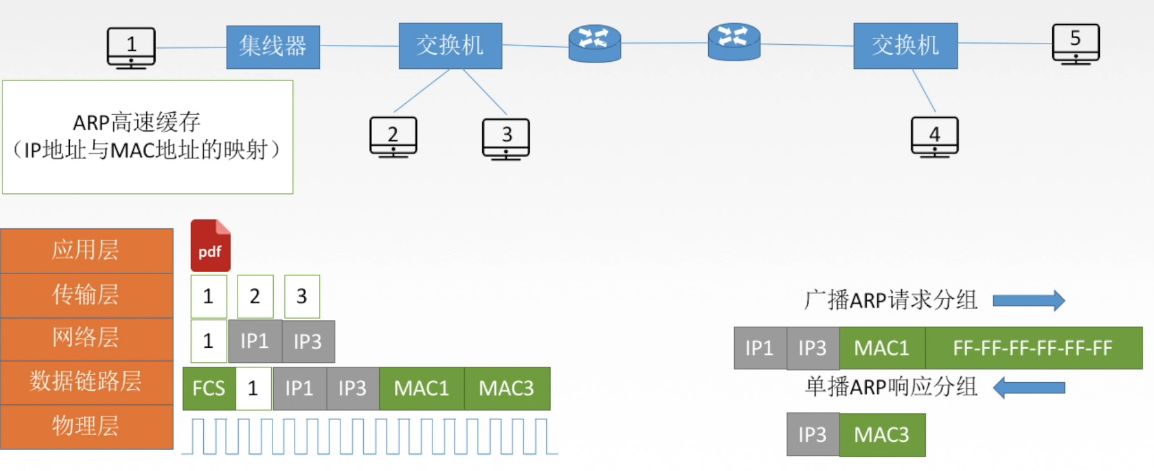 1
集线器
交换机
交换机
5
2
3
4
ARP高速缓存
（IP地址与MAC地址的映射）
应用层
pdf
传输层
1 2 3
网络层
1 IP1 IP3
数据链路层
FCS 1 IP1 IP3 MAC1 MAC3
物理层
广播ARP请求分组
IP1 IP3 MAC1 FF-FF-FF-FF-FF-FF
单播ARP响应分组
IP3 MAC3